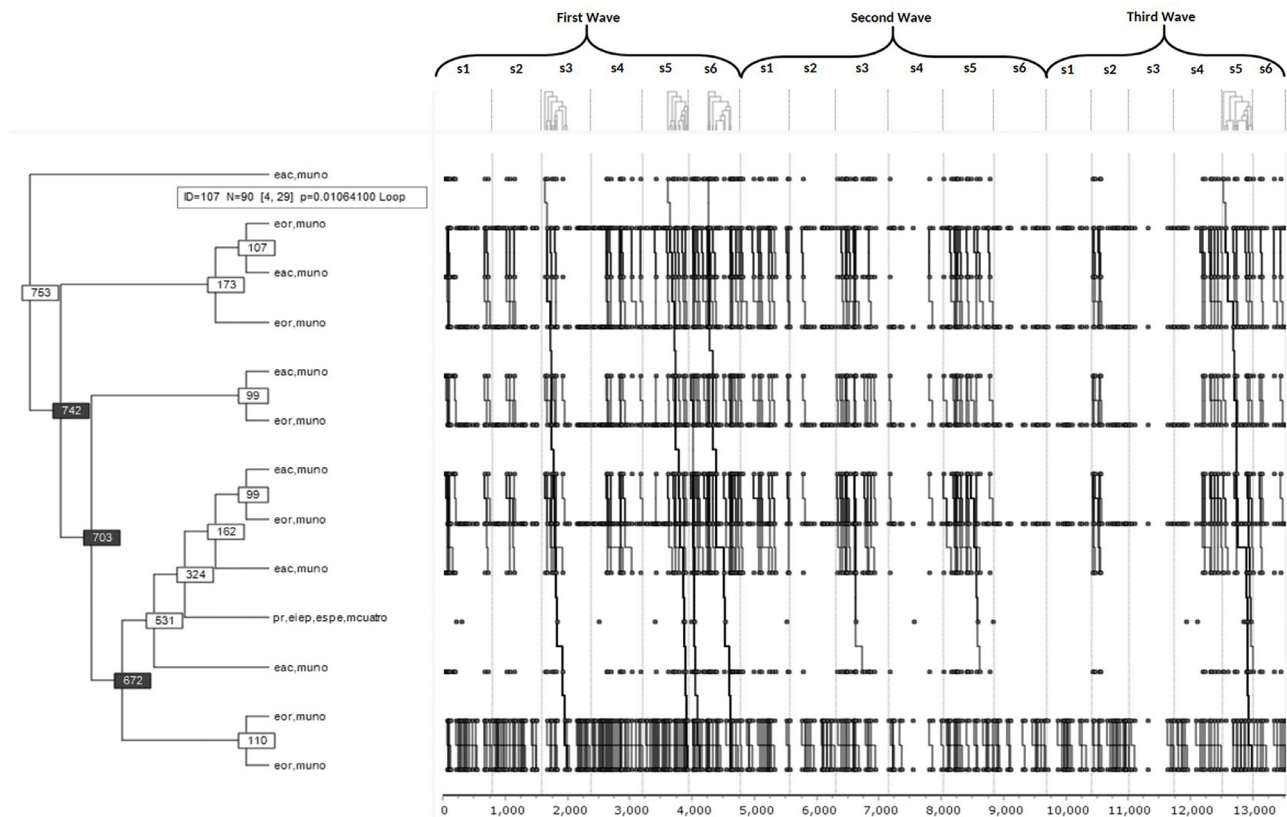 First Wave Second Wave Third Wave
s1 s2 s3 s4 s5 s6 s1 s2 s3 s4 s5 s6 s1 s2 s3 s4 s5 s6
eac,muno
ID=107 N=90 [4, 29] p=0.01064100 Loop
eor,muno
107
eac,muno
173
753
eor,muno
eac,muno
99
742
eor,muno
eac,muno
99
eor,muno
162
703
eac,muno
324
pr,eiep,espe,mcuatro
531
eac,muno
672
eor,muno
110
eor,muno
0 1,000 2,000 3,000 4,000 5,000 6,000 7,000 8,000 9,000 10,000 11,000 12,000 13,000